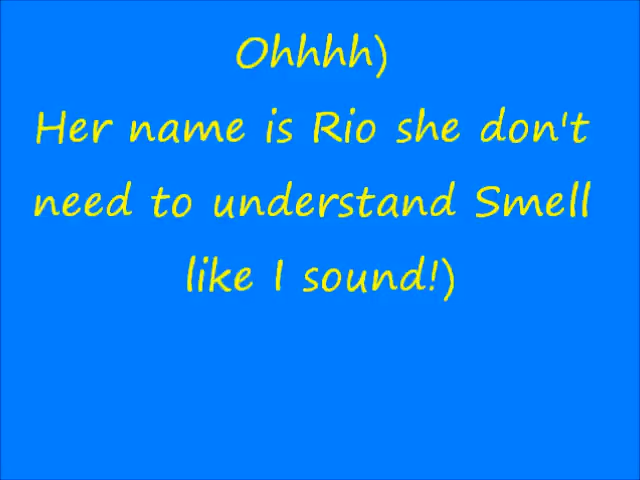 Ohhhh)
Her name is Rio she don't
need to understand Smell
like I sound!)